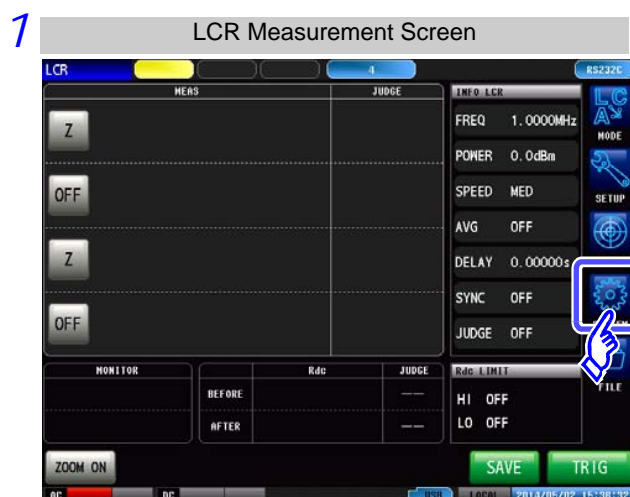 1
LCR Measurement Screen
LCR 4 RS232C
MEAS JUDGE INFO LCR
Z
OFF
Z
OFF
FREQ 1.0000MHz
POWER 0.0dBm
SPEED MED
AVG OFF
DELAY 0.00000s
SYNC OFF
JUDGE OFF
LC
A
MODE
SETUP
FILE
MONITOR Rdc JUDGE Rdc LIMIT
BEFORE ----
AFTER ----
HI OFF
LO OFF
ZOOM ON SAVE TRIG
AC DC USB LOCAL 2014/05/02 15:36:32